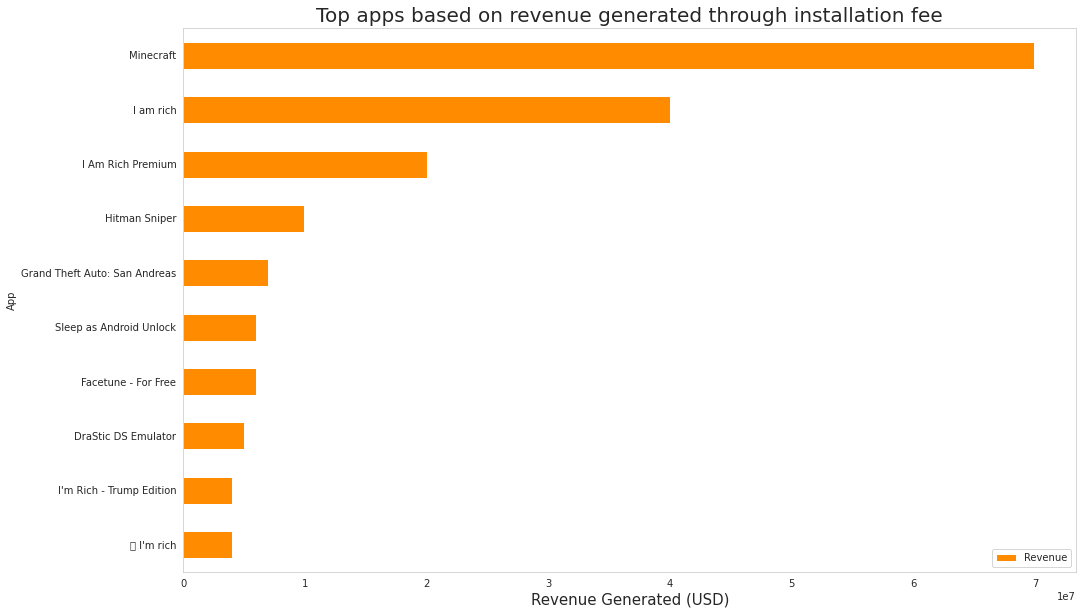 Top apps based on revenue generated through installation fee
App
Minecraft
I am rich
I Am Rich Premium
Hitman Sniper
Grand Theft Auto: San Andreas
Sleep as Android Unlock
Facetune - For Free
DraStic DS Emulator
I'm Rich - Trump Edition
I'm rich
Revenue
0 1 2 3 4 5 6 7
1e7
Revenue Generated (USD)